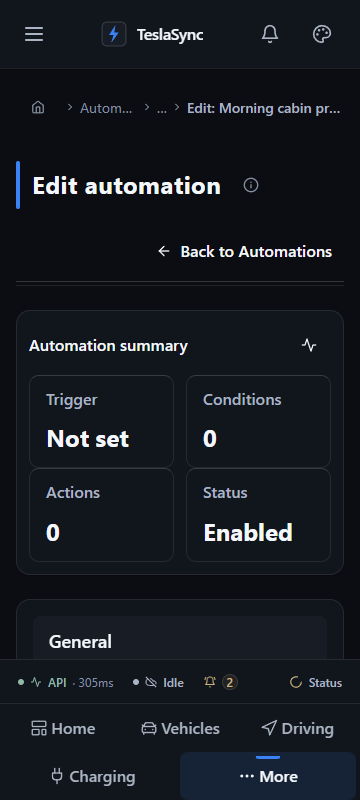 TeslaSync
Autom... > ... > Edit: Morning cabin pr...
Edit automation
← Back to Automations
Automation summary
Trigger
Conditions
Not set
0
Actions
Status
0
Enabled
General
API · 305ms
Idle
2
Status
Home
Vehicles
Driving
Charging
More